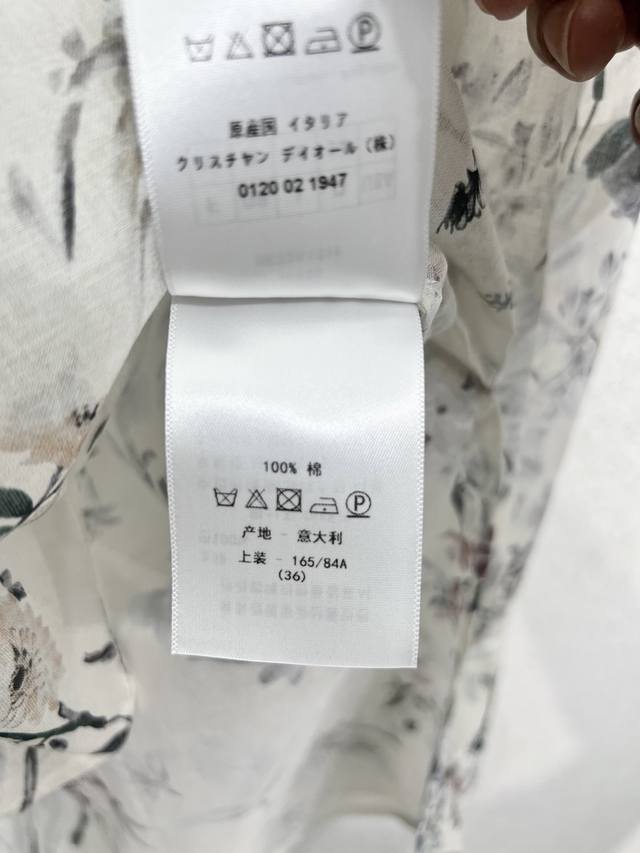 原産国 イタリア
クリスチャン デイオール（株）
0120 02 1947
100% 棉
产地 - 意大利
上装 - 165/84A
(36)